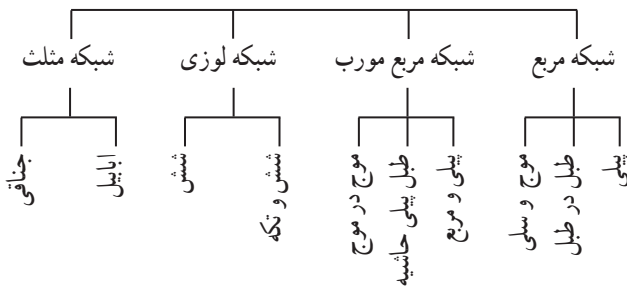 شبکه مربع
شبکه مربع مورب
شبکه لوزی
شبکه مثلث
پیلی
طبل در طبل
موج و سلی
پیلی و مربع
طبل پیلی حاشیه
موج در موج
شش و تکه
شش
ابابیل
جناقی